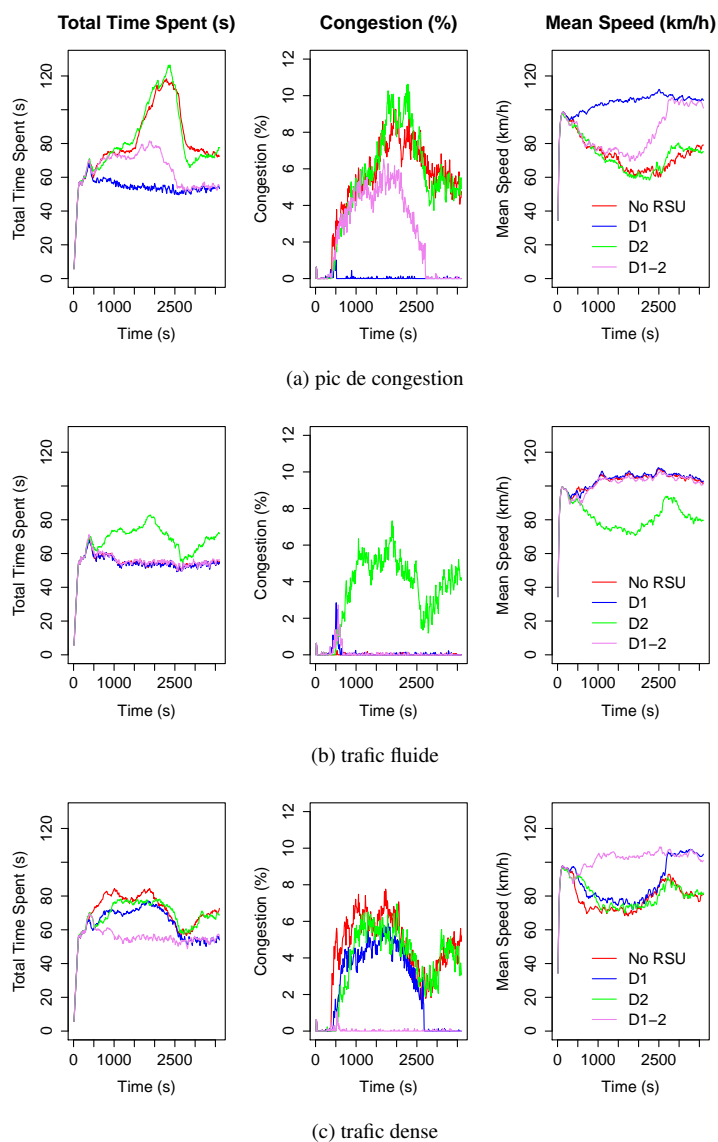 Total Time Spent (s) Congestion (%) Mean Speed (km/h)
Total Time Spent (s)
0 20 40 60 80 120
0 1000 2500
Time (s)
Congestion (%)
0 2 4 6 8 10 12
0 1000 2500
Time (s)
Mean Speed (km/h)
0 20 40 60 80 120
No RSU
D1
D2
D1-2
0 1000 2500
Time (s)
(a) pic de congestion
Total Time Spent (s)
0 20 40 60 80 120
0 1000 2500
Time (s)
Congestion (%)
0 2 4 6 8 10 12
0 1000 2500
Time (s)
Mean Speed (km/h)
0 20 40 60 80 120
No RSU
D1
D2
D1-2
0 1000 2500
Time (s)
(b) trafic fluide
Total Time Spent (s)
0 20 40 60 80 120
0 1000 2500
Time (s)
Congestion (%)
0 2 4 6 8 10 12
0 1000 2500
Time (s)
Mean Speed (km/h)
0 20 40 60 80 120
No RSU
D1
D2
D1-2
0 1000 2500
Time (s)
(c) trafic dense